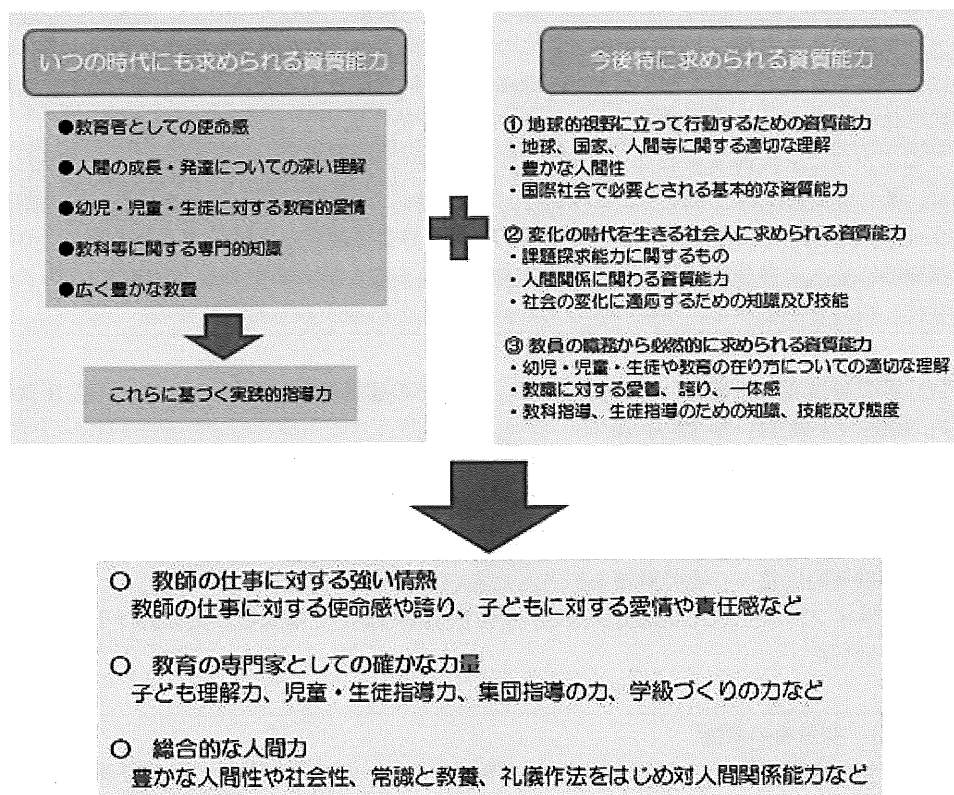 いつの時代にも求められる資質能力
●教育者としての使命感
●人間の成長・発達についての深い理解
●幼児・児童・生徒に対する教育的愛情
●教科等に関する専門的知識
●広く豊かな教養
これらに基づく実践的指導力
今後特に求められる資質能力
① 地球的視野に立って行動するための資質能力
・地球、国家、人間等に関する適切な理解
・豊かな人間性
・国際社会で必要とされる基本的な資質能力
② 変化の時代を生きる社会人に求められる資質能力
・課題探求能力に関するもの
・人間関係に関わる資質能力
・社会の変化に適応するための知識及び技能
③ 教員の職務から必然的に求められる資質能力
・幼児・児童・生徒や教育の在り方についての適切な理解
・教職に対する愛着、誇り、一体感
・教科指導、生徒指導のための知識、技能及び態度
○ 教師の仕事に対する強い情熱
教師の仕事に対する使命感や誇り、子どもに対する愛情や責任感など
○ 教育の専門家としての確かな力量
子ども理解力、児童・生徒指導力、集団指導の力、学級づくりの力など
○ 総合的な人間力
豊かな人間性や社会性、常識と教養、礼儀作法をはじめ対人間関係能力など